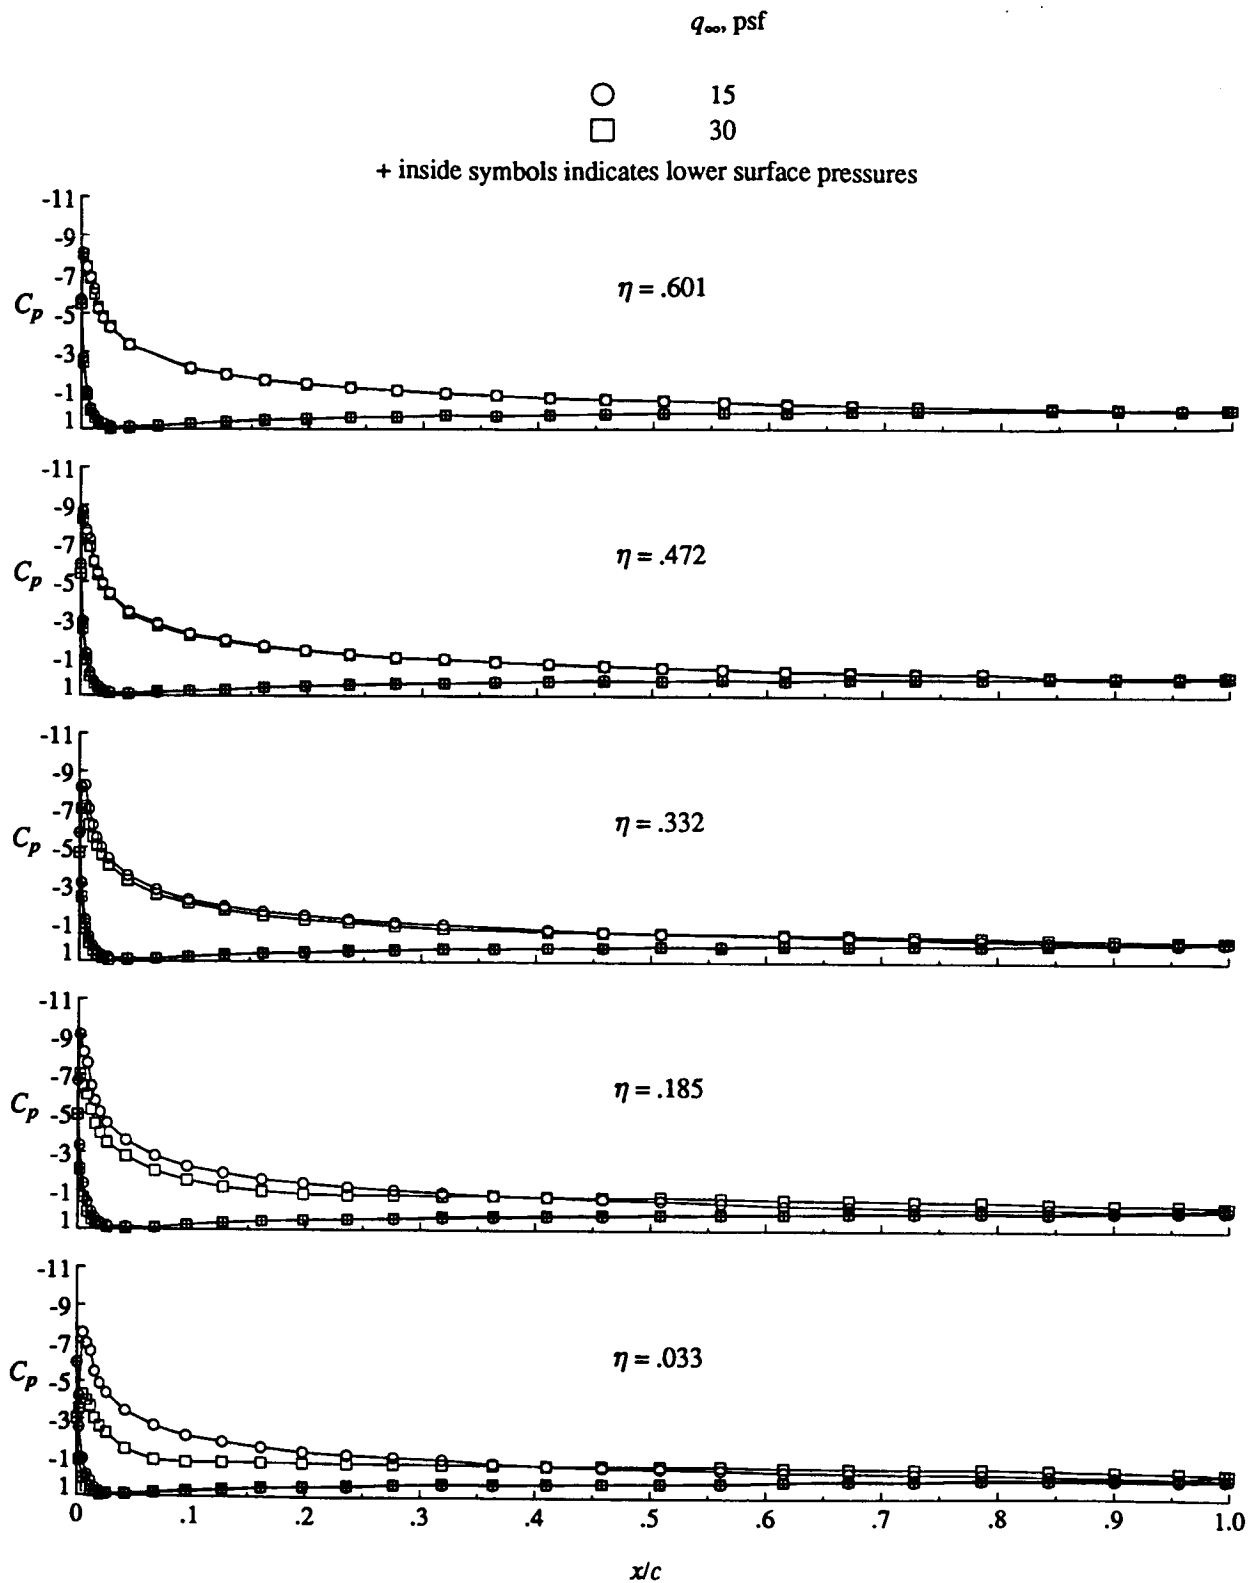 q∞, psf
15
30
+ inside symbols indicates lower surface pressures
-11
-9
-7
Cp -5
-3
-1
1
η = .601
-11
-9
-7
Cp -5
-3
-1
1
η = .472
-11
-9
-7
Cp -5
-3
-1
1
η = .332
-11
-9
-7
Cp -5
-3
-1
1
η = .185
-11
-9
-7
Cp -5
-3
-1
1
η = .033
0 .1 .2 .3 .4 .5 .6 .7 .8 .9 1.0
x/c